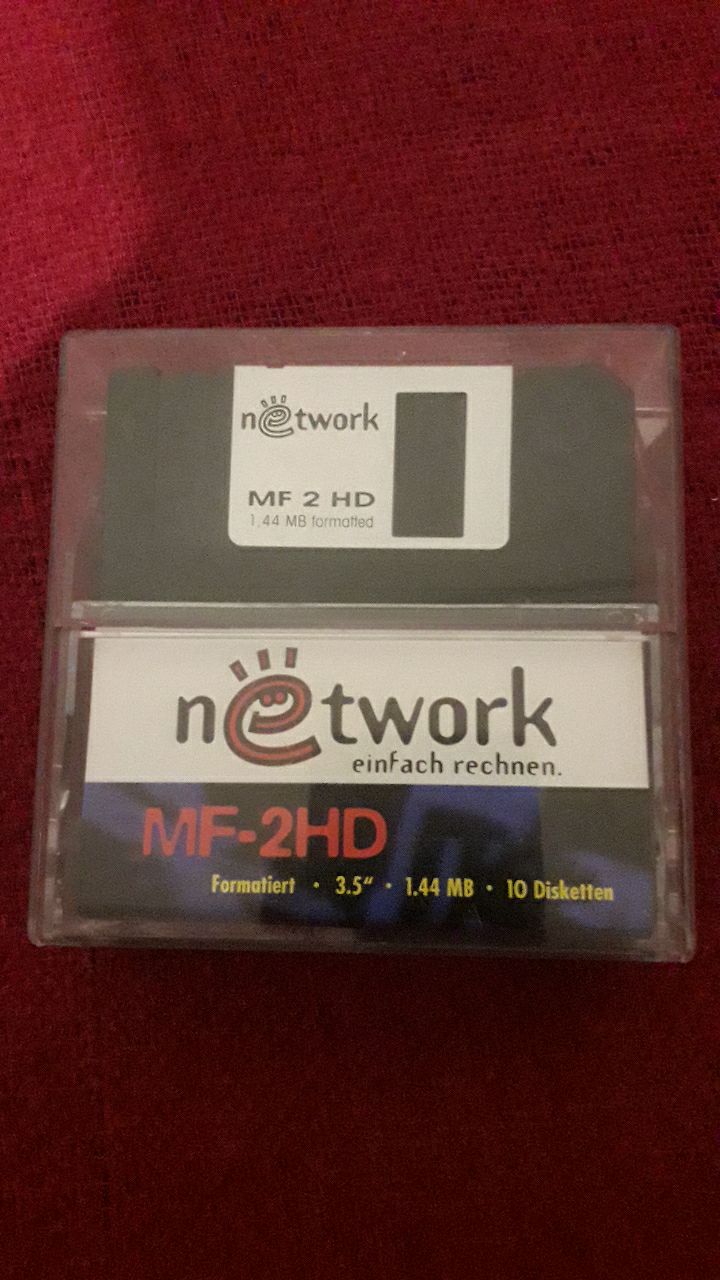 network
MF 2 HD
1,44 MB formatted
network
einfach rechnen.
MF-2HD
Formatiert · 3.5“ · 1.44 MB · 10 Disketten